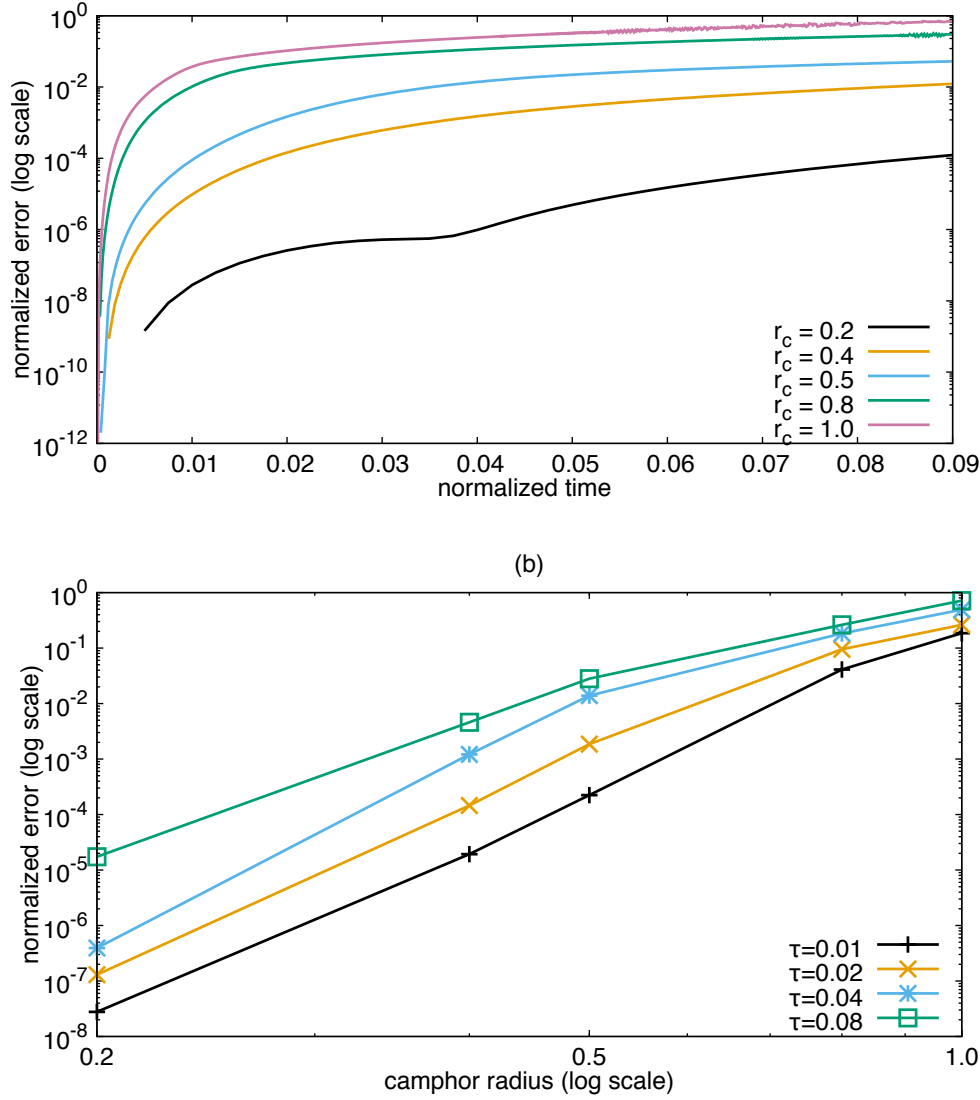 10^0
10^-2
10^-4
10^-6
10^-8
10^-10
10^-12
normalized error (log scale)
r_c = 0.2
r_c = 0.4
r_c = 0.5
r_c = 0.8
r_c = 1.0
0 0.01 0.02 0.03 0.04 0.05 0.06 0.07 0.08 0.09
normalized time
(b)
10^0
10^-1
10^-2
10^-3
10^-4
10^-5
10^-6
10^-7
10^-8
normalized error (log scale)
τ=0.01
τ=0.02
τ=0.04
τ=0.08
0.2 0.5 1.0
camphor radius (log scale)